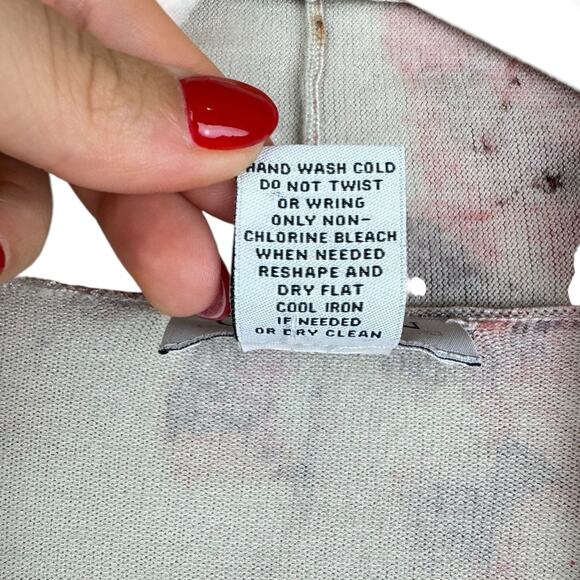 HAND WASH COLD
DO NOT TWIST
OR WRING
ONLY NON-
CHLORINE BLEACH
WHEN NEEDED
RESHAPE AND
DRY FLAT
COOL IRON
IF NEEDED
OR DRY CLEAN